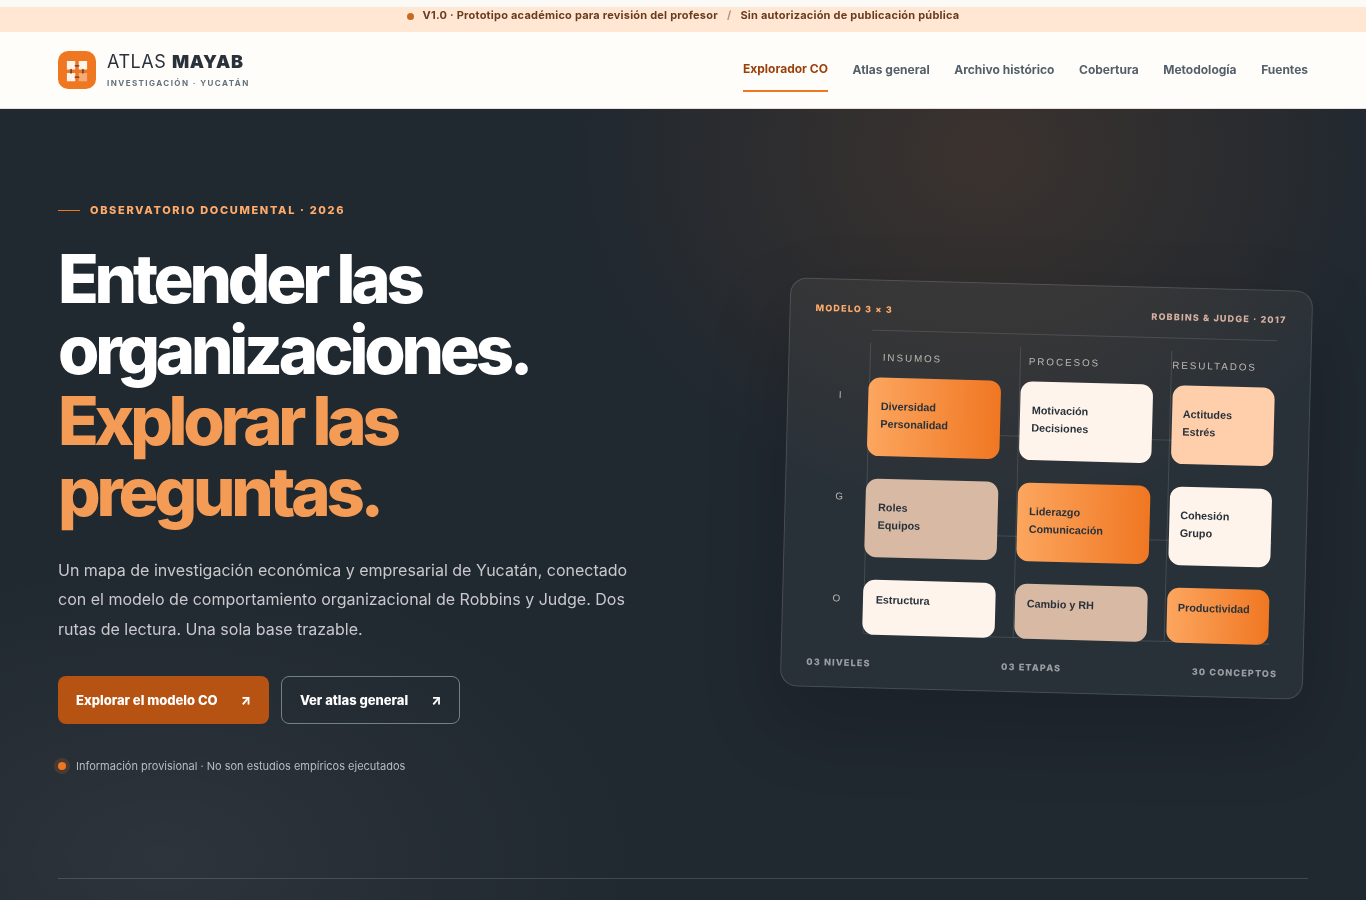 V1.0 · Prototipo académico para revisión del profesor / Sin autorización de publicación pública
ATLAS MAYAB
INVESTIGACIÓN · YUCATÁN
Explorador CO
Atlas general
Archivo histórico
Cobertura
Metodología
Fuentes
OBSERVATORIO DOCUMENTAL · 2026
Entender las
organizaciones.
Explorar las
preguntas.
Un mapa de investigación económica y empresarial de Yucatán, conectado
con el modelo de comportamiento organizacional de Robbins y Judge. Dos
rutas de lectura. Una sola base trazable.
Explorar el modelo CO
Ver atlas general
Información provisional · No son estudios empíricos ejecutados
MODELO 3 × 3
ROBBINS & JUDGE · 2017
INSUMOS
PROCESOS
RESULTADOS
I
Diversidad
Personalidad
Motivación
Decisiones
Actitudes
Estrés
G
Roles
Equipos
Liderazgo
Comunicación
Cohesión
Grupo
O
Estructura
Cambio y RH
Productividad
03 NIVELES
03 ETAPAS
30 CONCEPTOS